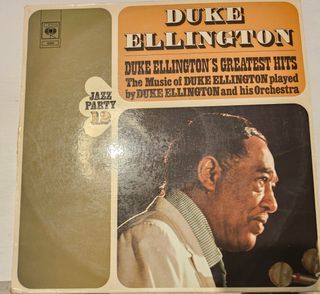 DUKE
ELLINGTON
CBS
DUKE ELLINGTON'S GREATEST HITS
The Music of DUKE ELLINGTON played
by DUKE ELLINGTON and his Orchestra
JAZZ
PARTY
12